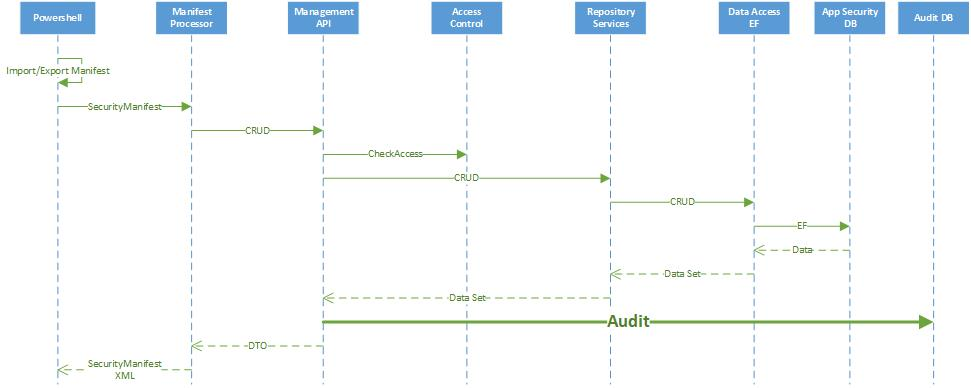 Powershell
Manifest
Processor
Management
API
Access
Control
Repository
Services
Data Access
EF
App Security
DB
Audit DB
Import/Export Manifest
SecurityManifest
CRUD
CheckAccess
CRUD
CRUD
EF
Data
Data Set
Data Set
Audit
DTO
SecurityManifest
XML